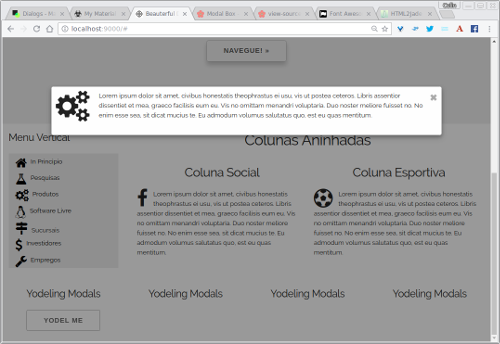 Dialogs - M
My Material
Beauterful
Modal Box
view-source
Font Awes
HTML2Jade
Colin
localhost:9000/#
NAVEGUE! »
Lorem ipsum dolor sit amet, civibus honestatis theophrastus ei usu, vis ut postea ceteros. Libris assentior
dissentiet et mea, graeco facilisis eum eu. Vis no omittam menandri voluptaria. Duo noster meliore fuisset no. No
enim esse sea, sit dicat mucius te. Ex admodum volumus salutatus quo, est eu quas mentitum.
Menu Vertical
In Principio
Pesquisas
Produtos
Software Livre
Sucursais
Investidores
Empregos
Colunas Aninhadas
Coluna Social
Lorem ipsum dolor sit amet, civibus honestatis
theophrastus ei usu, vis ut postea ceteros. Libris
assentior dissentiet et mea, graeco facilisis eum eu. Vis
no omittam menandri voluptaria. Duo noster meliore
fuisset no. No enim esse sea, sit dicat mucius te. Eu
admodum volumus salutatus quo, est eu quas
mentitum.
Coluna Esportiva
Lorem ipsum dolor sit amet, civibus honestatis
theophrastus ei usu, vis ut postea ceteros. Libris
assentior dissentiet et mea, graeco facilisis eum eu. Vis
no omittam menandri voluptaria. Duo noster meliore
fuisset no. No enim esse sea, sit dicat mucius te. Eu
admodum volumus salutatus quo, est eu quas
mentitum.
Yodeling Modals
Yodeling Modals
Yodeling Modals
Yodeling Modals
YODEL ME